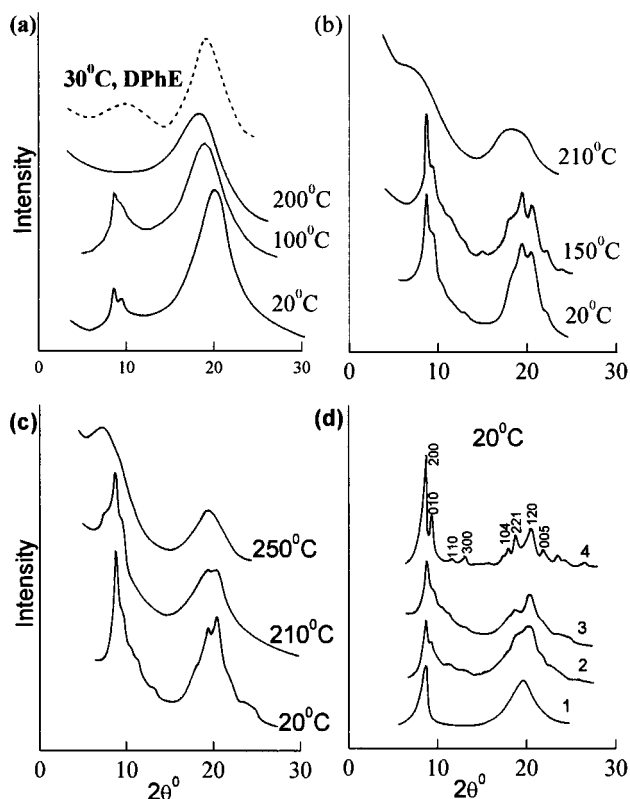 (a)
30⁰C, DPhE
200⁰C
100⁰C
20⁰C
Intensity
0 10 20 30
(b)
210⁰C
150⁰C
20⁰C
0 10 20 30
(c)
250⁰C
210⁰C
20⁰C
Intensity
0 10 20 30
2θ⁰
(d)
20⁰C
200
010
110
300
104
221
120
005
4
3
2
1
0 10 20 30
2θ⁰